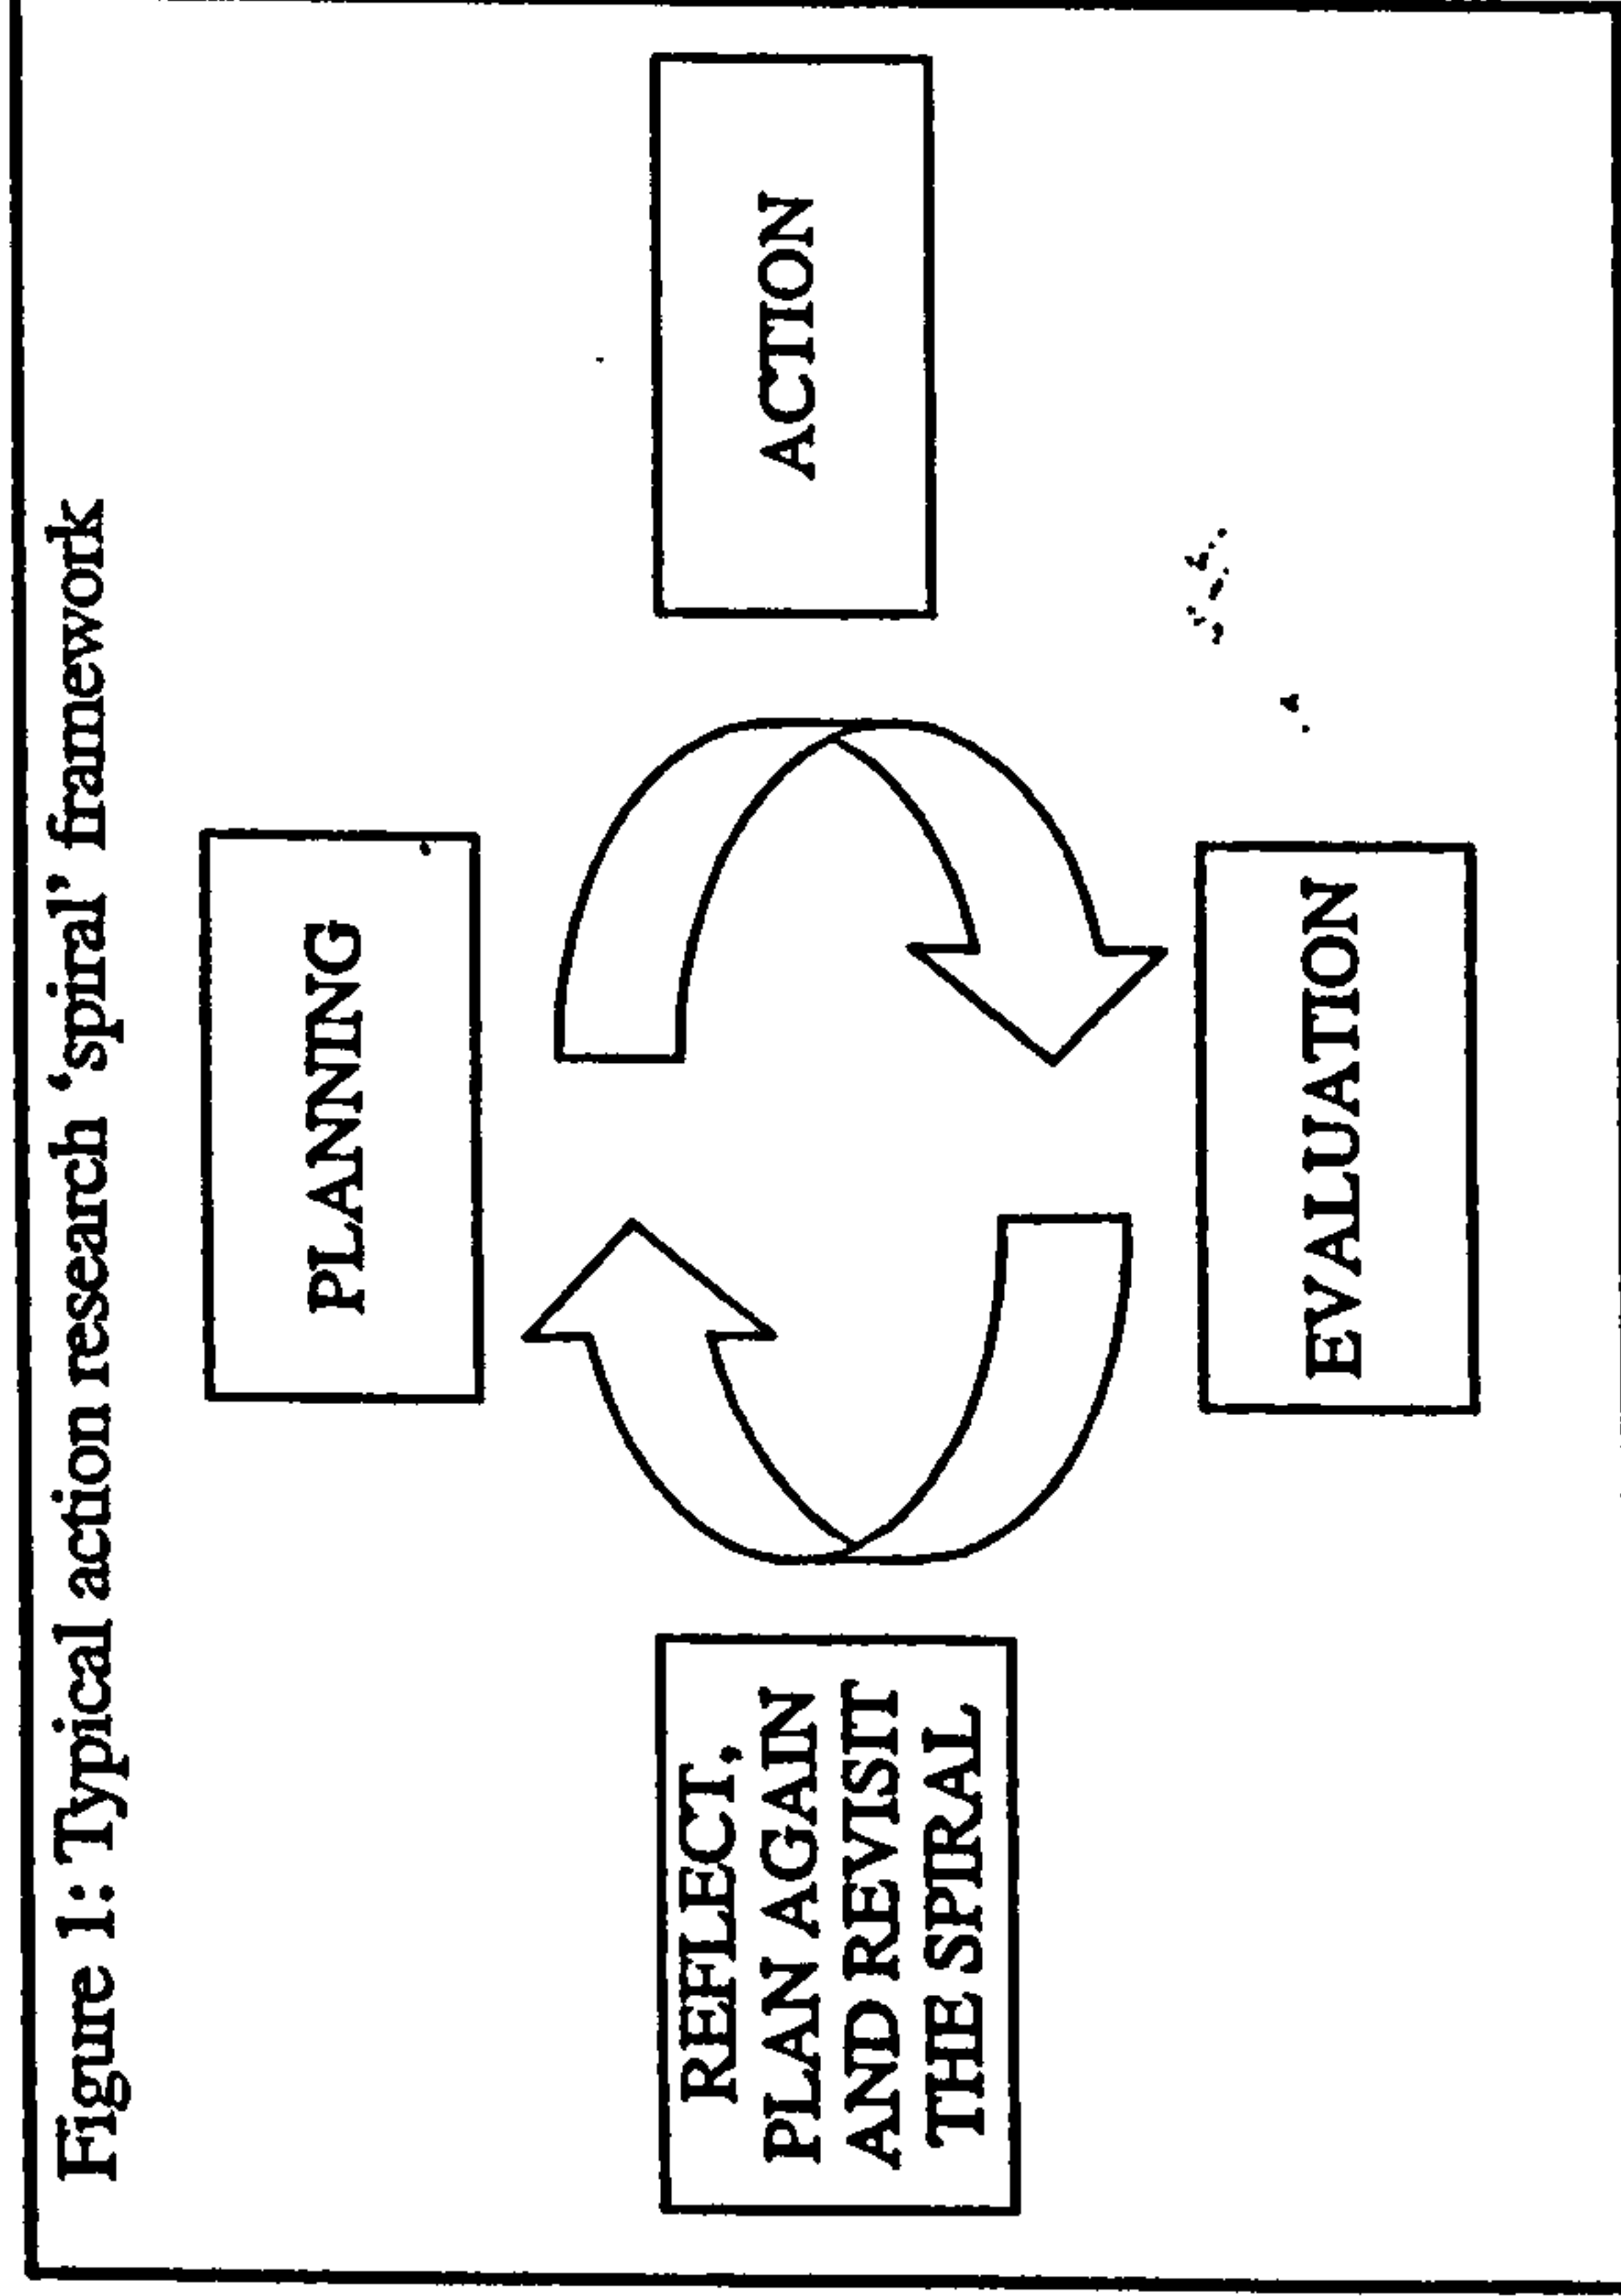 Figure 1: Typical action research ‘spiral’ framework
PLANNING
ACTION
EVALUATION
REFLECT,
PLAN AGAIN
AND REVISIT
THE SPIRAL